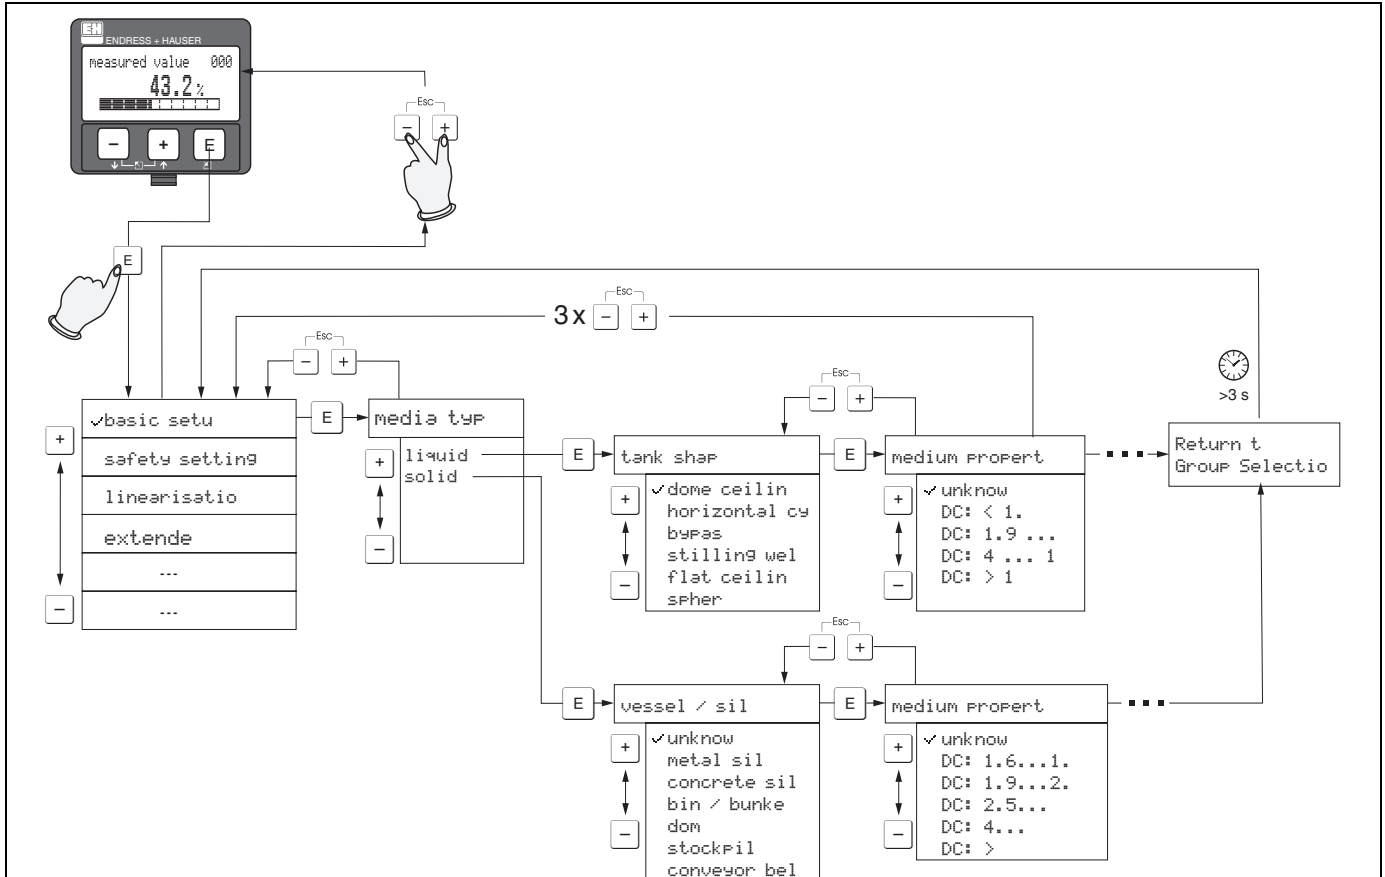 EH
ENDRESS + HAUSER
measured value 000
43.2%
- + E
Esc
- +
E
3x
Esc
- +
Esc
- +
>3 s
Esc
- +
✓basic setu
safety setting
linearisatio
extende
---
---
+
-
E
media typ
liquid
solid
+
-
E
tank shap
✓dome ceilin
horizontal cy
bypas
stilling wel
flat ceilin
spher
+
-
E
medium propert
✓unknow
DC: < 1.
DC: 1.9 ...
DC: 4 ... 1
DC: > 1
+
-
Return t
Group Selectio
Esc
- +
E
vessel / sil
✓unknow
metal sil
concrete sil
bin / bunke
dom
stockpil
conveyor bel
+
-
E
medium propert
✓unknow
DC: 1.6...1.
DC: 1.9...2.
DC: 2.5...
DC: 4...
DC: >
+
-